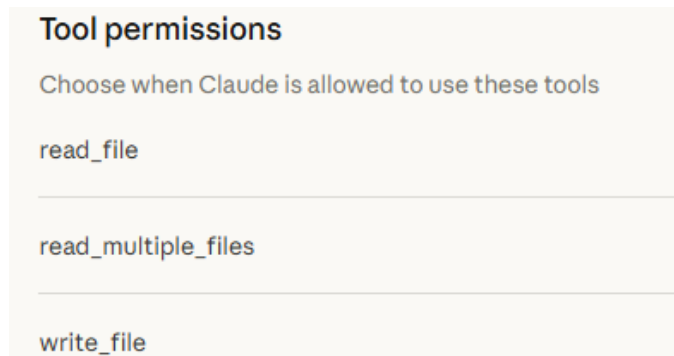 Tool permissions
Choose when Claude is allowed to use these tools
read_file
read_multiple_files
write_file